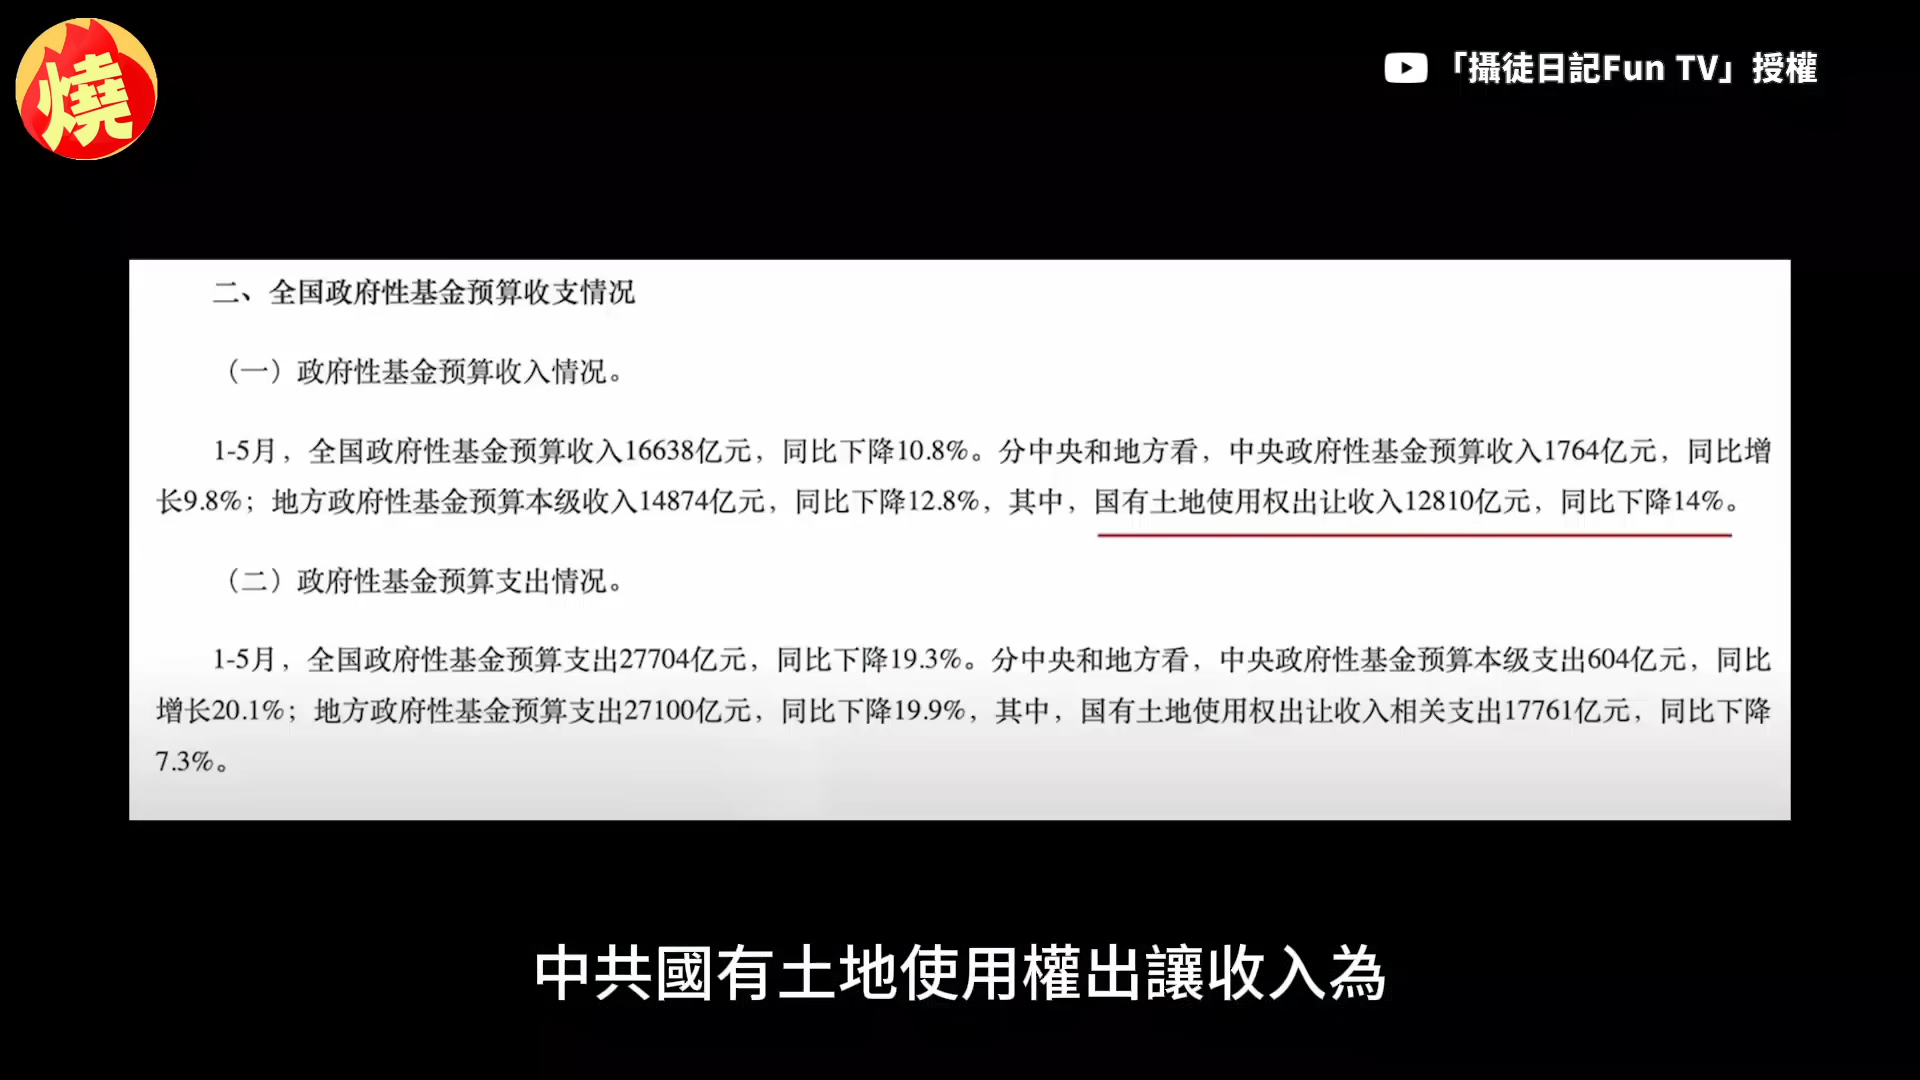 燒
「攝徒日記Fun TV」授權
二、全国政府性基金预算收支情况
（一）政府性基金预算收入情况。
1-5月，全国政府性基金预算收入16638亿元，同比下降10.8%。分中央和地方看，中央政府性基金预算收入1764亿元，同比增
长9.8%；地方政府性基金预算本级收入14874亿元，同比下降12.8%，其中，国有土地使用权出让收入12810亿元，同比下降14%。
（二）政府性基金预算支出情况。
1-5月，全国政府性基金预算支出27704亿元，同比下降19.3%。分中央和地方看，中央政府性基金预算本级支出604亿元，同比
增长20.1%；地方政府性基金预算支出27100亿元，同比下降19.9%，其中，国有土地使用权出让收入相关支出17761亿元，同比下降
7.3%。
中共國有土地使用權出讓收入為